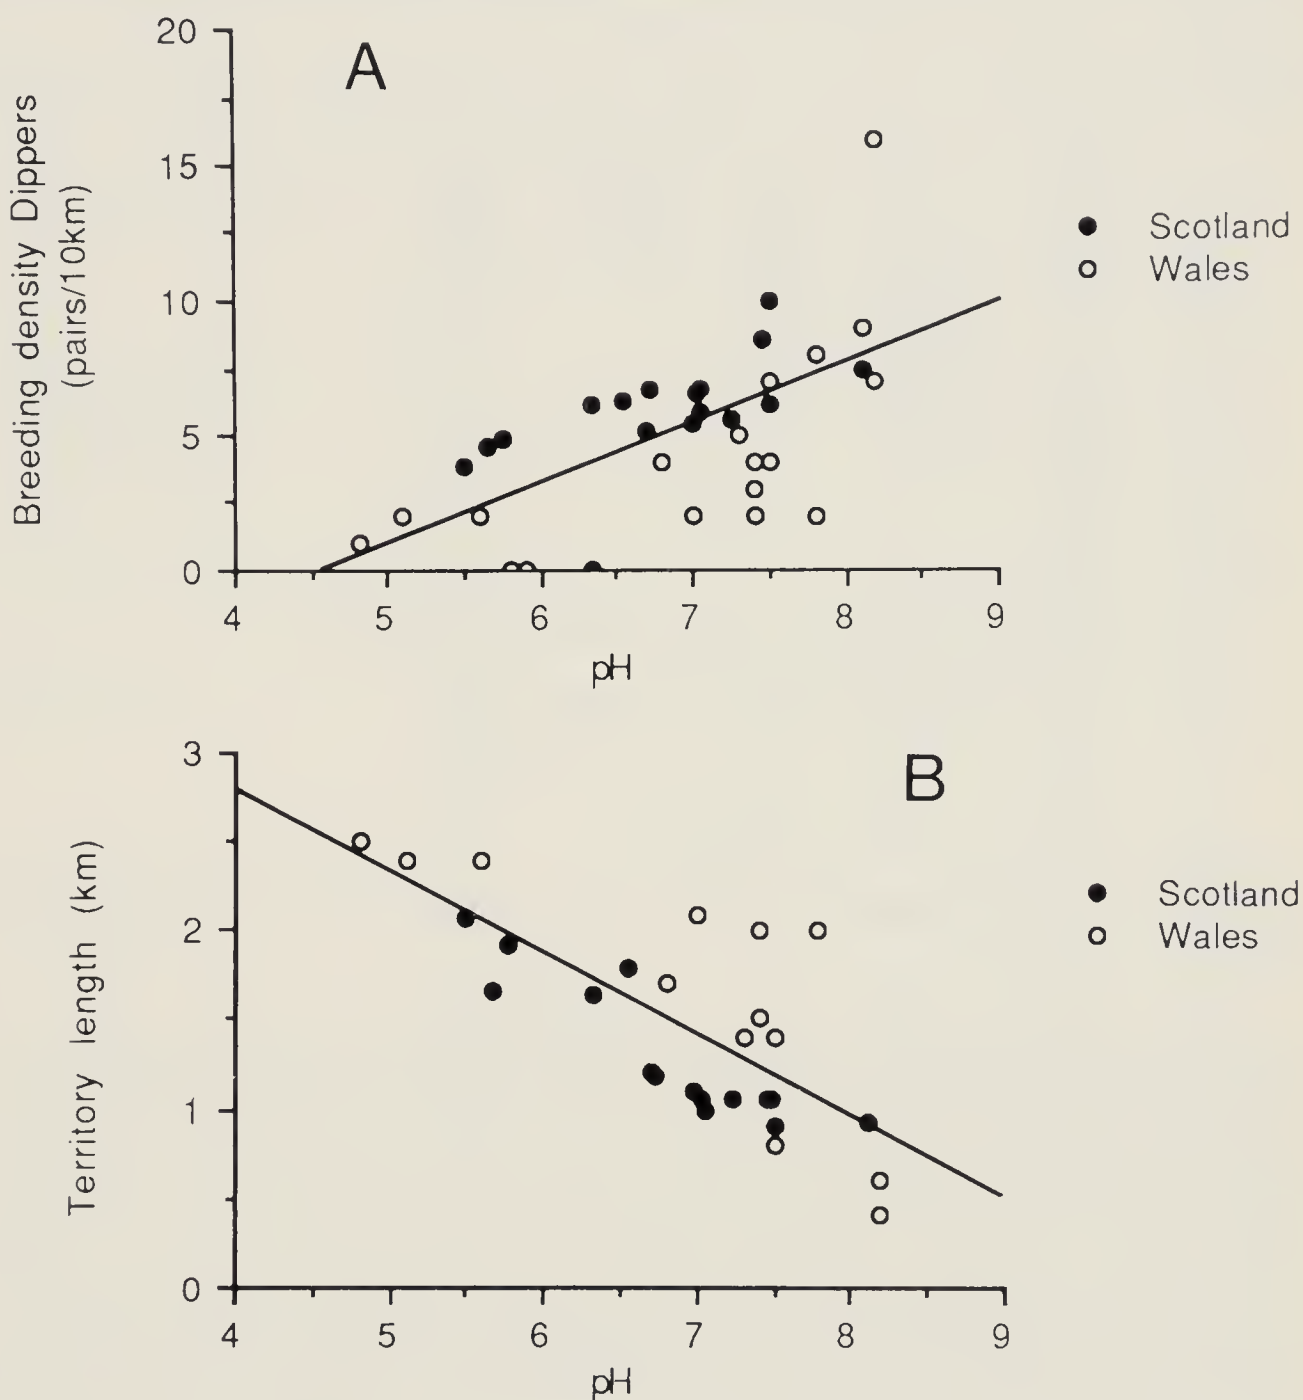 A
Breeding density Dippers
(pairs/10km)
20
15
10
5
0
4 5 6 7 8 9
pH
Scotland
Wales
B
Territory length (km)
3
2
1
0
4 5 6 7 8 9
pH
Scotland
Wales